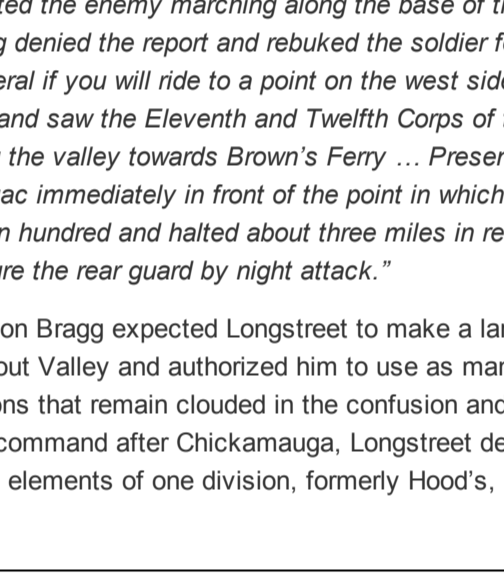 ted the enemy marching along the base of t
g denied the report and rebuked the soldier f
eral if you will ride to a point on the west sid
and saw the Eleventh and Twelfth Corps of
the valley towards Brown's Ferry … Preser
ac immediately in front of the point in which
n hundred and halted about three miles in re
ure the rear guard by night attack.”
on Bragg expected Longstreet to make a lar
out Valley and authorized him to use as mar
ons that remain clouded in the confusion and
command after Chickamauga, Longstreet de
elements of one division, formerly Hood's,